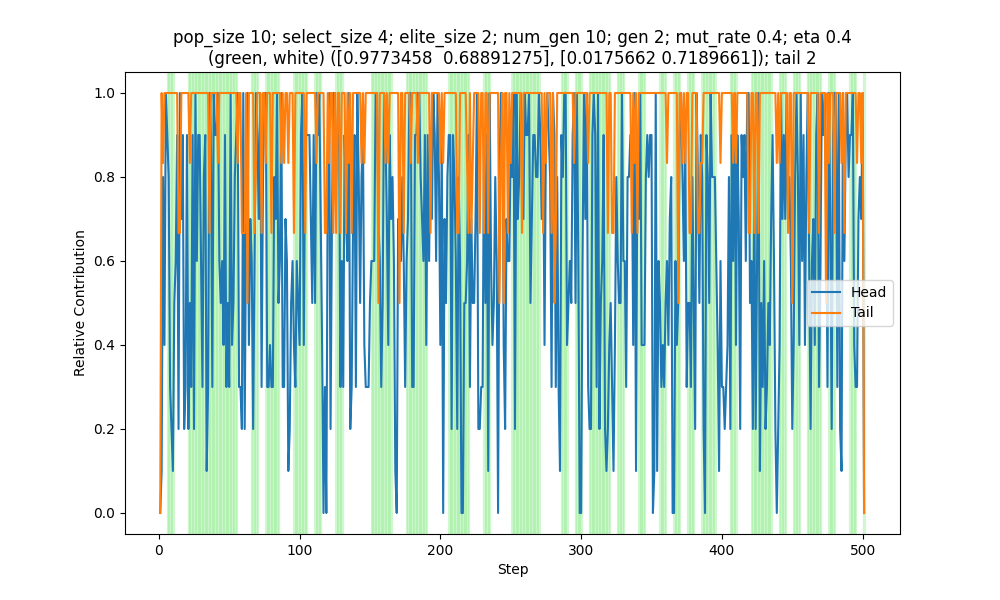 pop_size 10; select_size 4; elite_size 2; num_gen 10; gen 2; mut_rate 0.4; eta 0.4
(green, white) ([0.9773458  0.68891275], [0.0175662 0.7189661]); tail 2
1.0
0.8
0.6
0.4
0.2
0.0
Relative Contribution
Head
Tail
0
100
200
300
400
500
Step